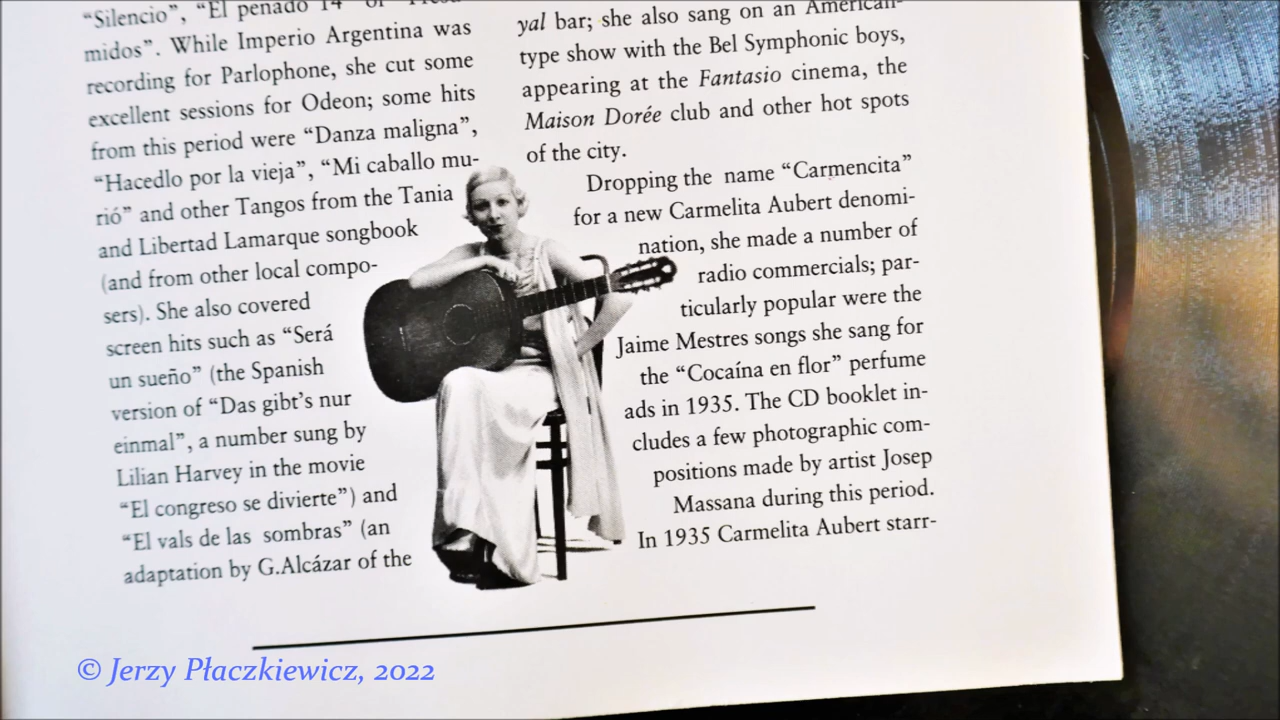 “Silencio”, “El penado 14” or
midos”. While Imperio Argentina was
recording for Parlophone, she cut some
excellent sessions for Odeon; some hits
from this period were “Danza maligna”,
“Hacedlo por la vieja”, “Mi caballo mu-
rió” and other Tangos from the Tania
and Libertad Lamarque songbook
(and from other local compo-
sers). She also covered
screen hits such as “Será
un sueño” (the Spanish
version of “Das gibt’s nur
einmal”, a number sung by
Lilian Harvey in the movie
“El congreso se divierte”) and
“El vals de las sombras” (an
adaptation by G.Alcázar of the
yal bar; she also sang on an American-
type show with the Bel Symphonic boys,
appearing at the Fantasio cinema, the
Maison Dorée club and other hot spots
of the city.
Dropping the name “Carmencita”
for a new Carmelita Aubert denomi-
nation, she made a number of
radio commercials; par-
ticularly popular were the
Jaime Mestres songs she sang for
the “Cocaína en flor” perfume
ads in 1935. The CD booklet in-
cludes a few photographic com-
positions made by artist Josep
Massana during this period.
In 1935 Carmelita Aubert starr-
© Jerzy Płaczkiewicz, 2022